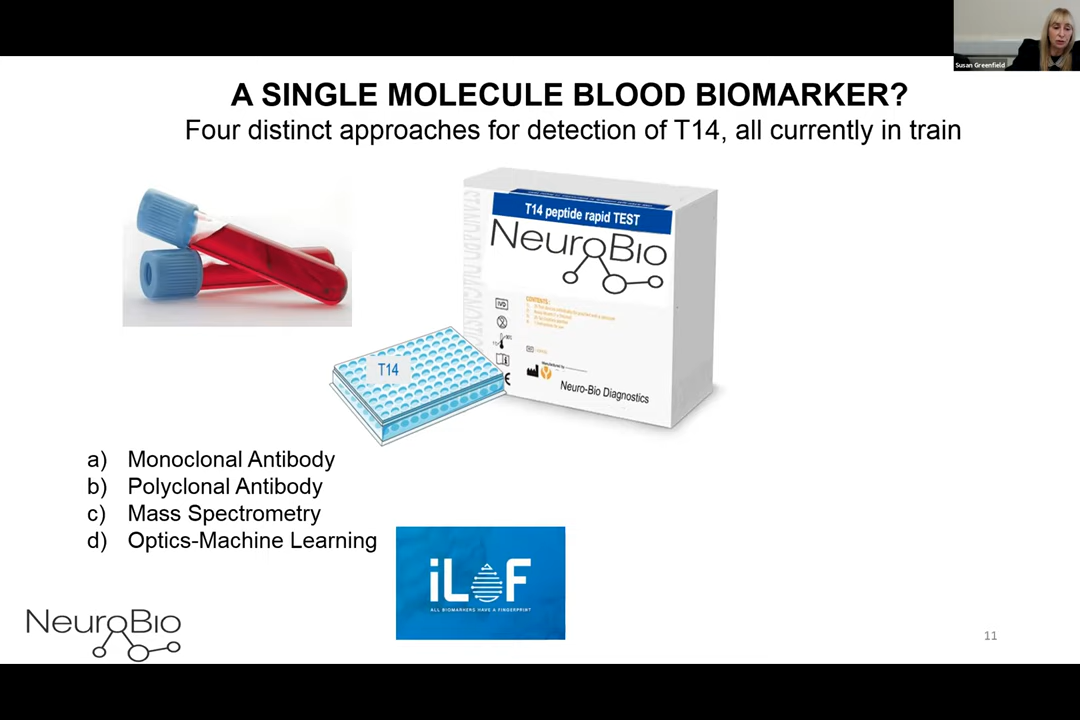 Susan Greenfield
A SINGLE MOLECULE BLOOD BIOMARKER?
Four distinct approaches for detection of T14, all currently in train
T14 peptide rapid TEST
NeuroBio
CONTENTS:
IVD
Neuro-Bio Diagnostics
T14
a) Monoclonal Antibody
b) Polyclonal Antibody
c) Mass Spectrometry
d) Optics-Machine Learning
iLoF
ALL BIOMARKERS HAVE A FINGERPRINT
NeuroBio
11